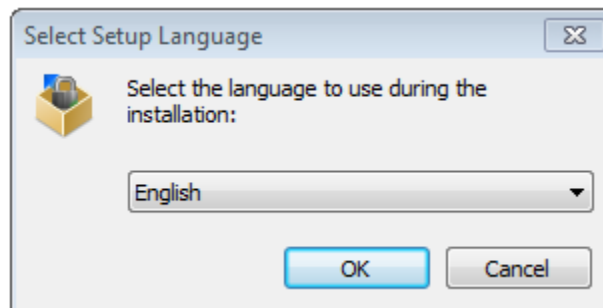 Select Setup Language
Select the language to use during the
installation:
English
OK
Cancel